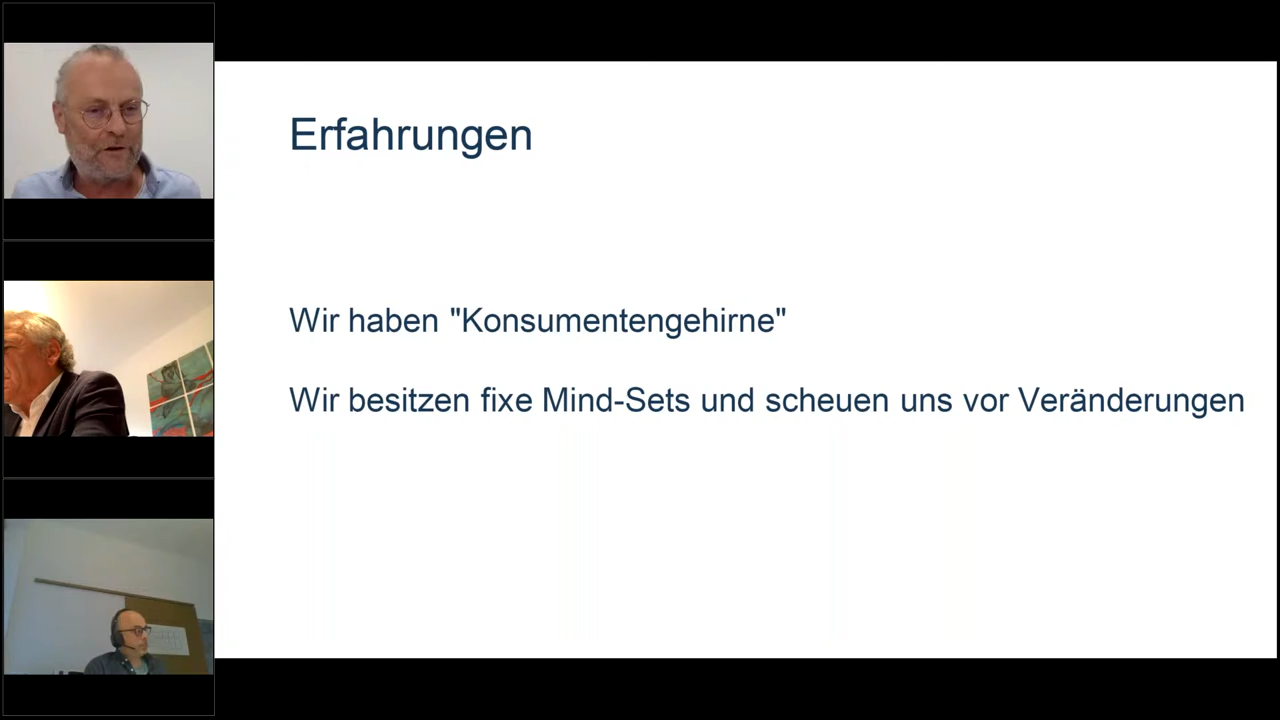 Erfahrungen
Wir haben "Konsumentengehirne"
Wir besitzen fixe Mind-Sets und scheuen uns vor Veränderungen